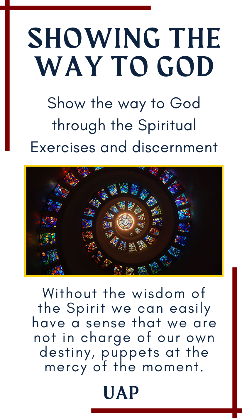 SHOWING THE
WAY TO GOD
Show the way to God
through the Spiritual
Exercises and discernment
Without the wisdom of
the Spirit we can easily
have a sense that we are
not in charge of our own
destiny, puppets at the
mercy of the moment.
UAP